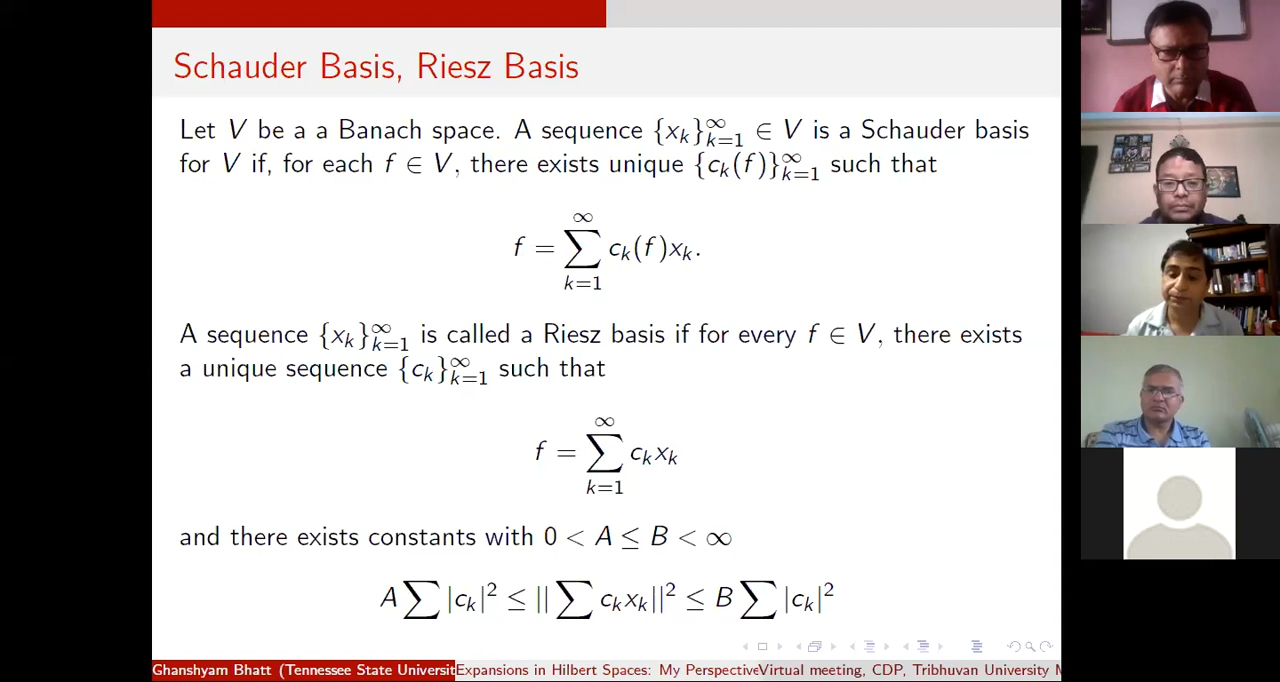 Schauder Basis, Riesz Basis
Let V be a a Banach space. A sequence {x_k}_{k=1}^∞ ∈ V is a Schauder basis
for V if, for each f ∈ V, there exists unique {c_k(f)}_{k=1}^∞ such that
f = ∑_{k=1}^∞ c_k(f)x_k.
A sequence {x_k}_{k=1}^∞ is called a Riesz basis if for every f ∈ V, there exists
a unique sequence {c_k}_{k=1}^∞ such that
f = ∑_{k=1}^∞ c_k x_k
and there exists constants with 0 < A ≤ B < ∞
A∑|c_k|² ≤ ||∑ c_k x_k||² ≤ B∑|c_k|²
Ghanshyam Bhatt (Tennessee State Universit Expansions in Hilbert Spaces: My Perspective Virtual meeting, CDP, Tribhuvan University M